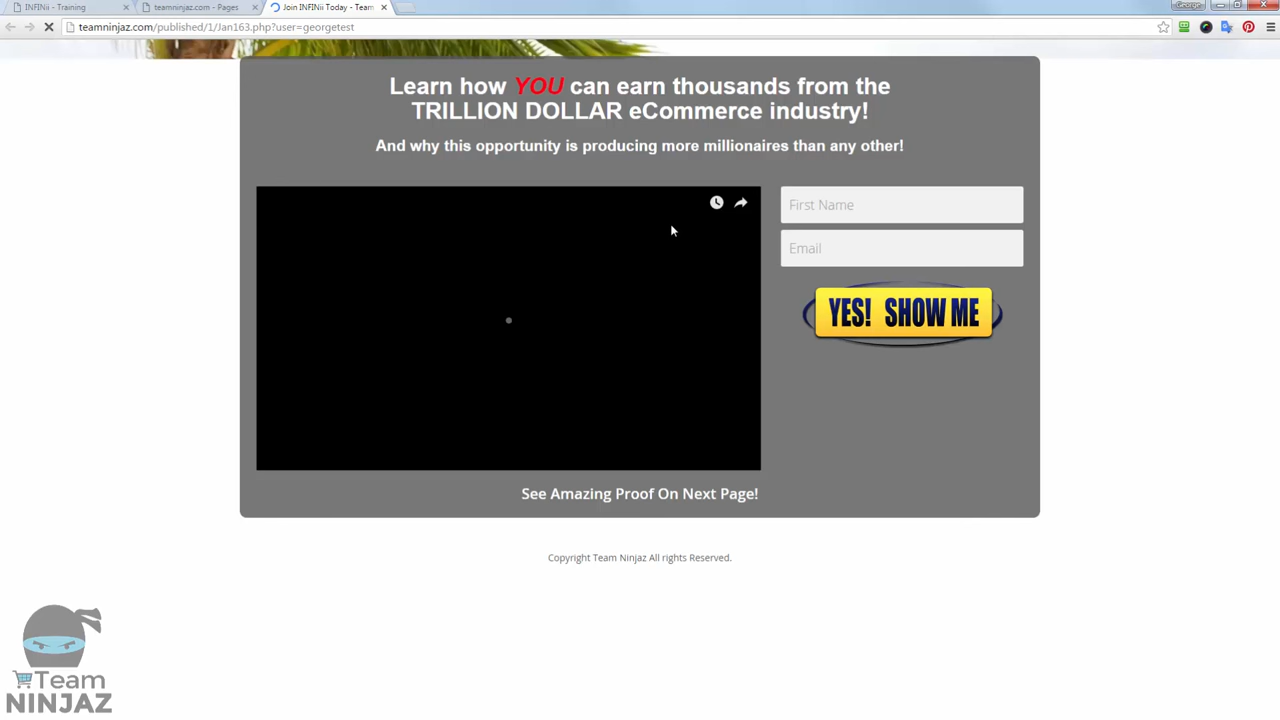 INFINii - Training
teamninjaz.com - Pages
Join INFINii Today - Team
George
teamninjaz.com/published/1/Jan163.php?user=georgetest
Learn how YOU can earn thousands from the
TRILLION DOLLAR eCommerce industry!
And why this opportunity is producing more millionaires than any other!
First Name
Email
YES! SHOW ME
See Amazing Proof On Next Page!
Copyright Team Ninjaz All rights Reserved.
Team
NINJAZ